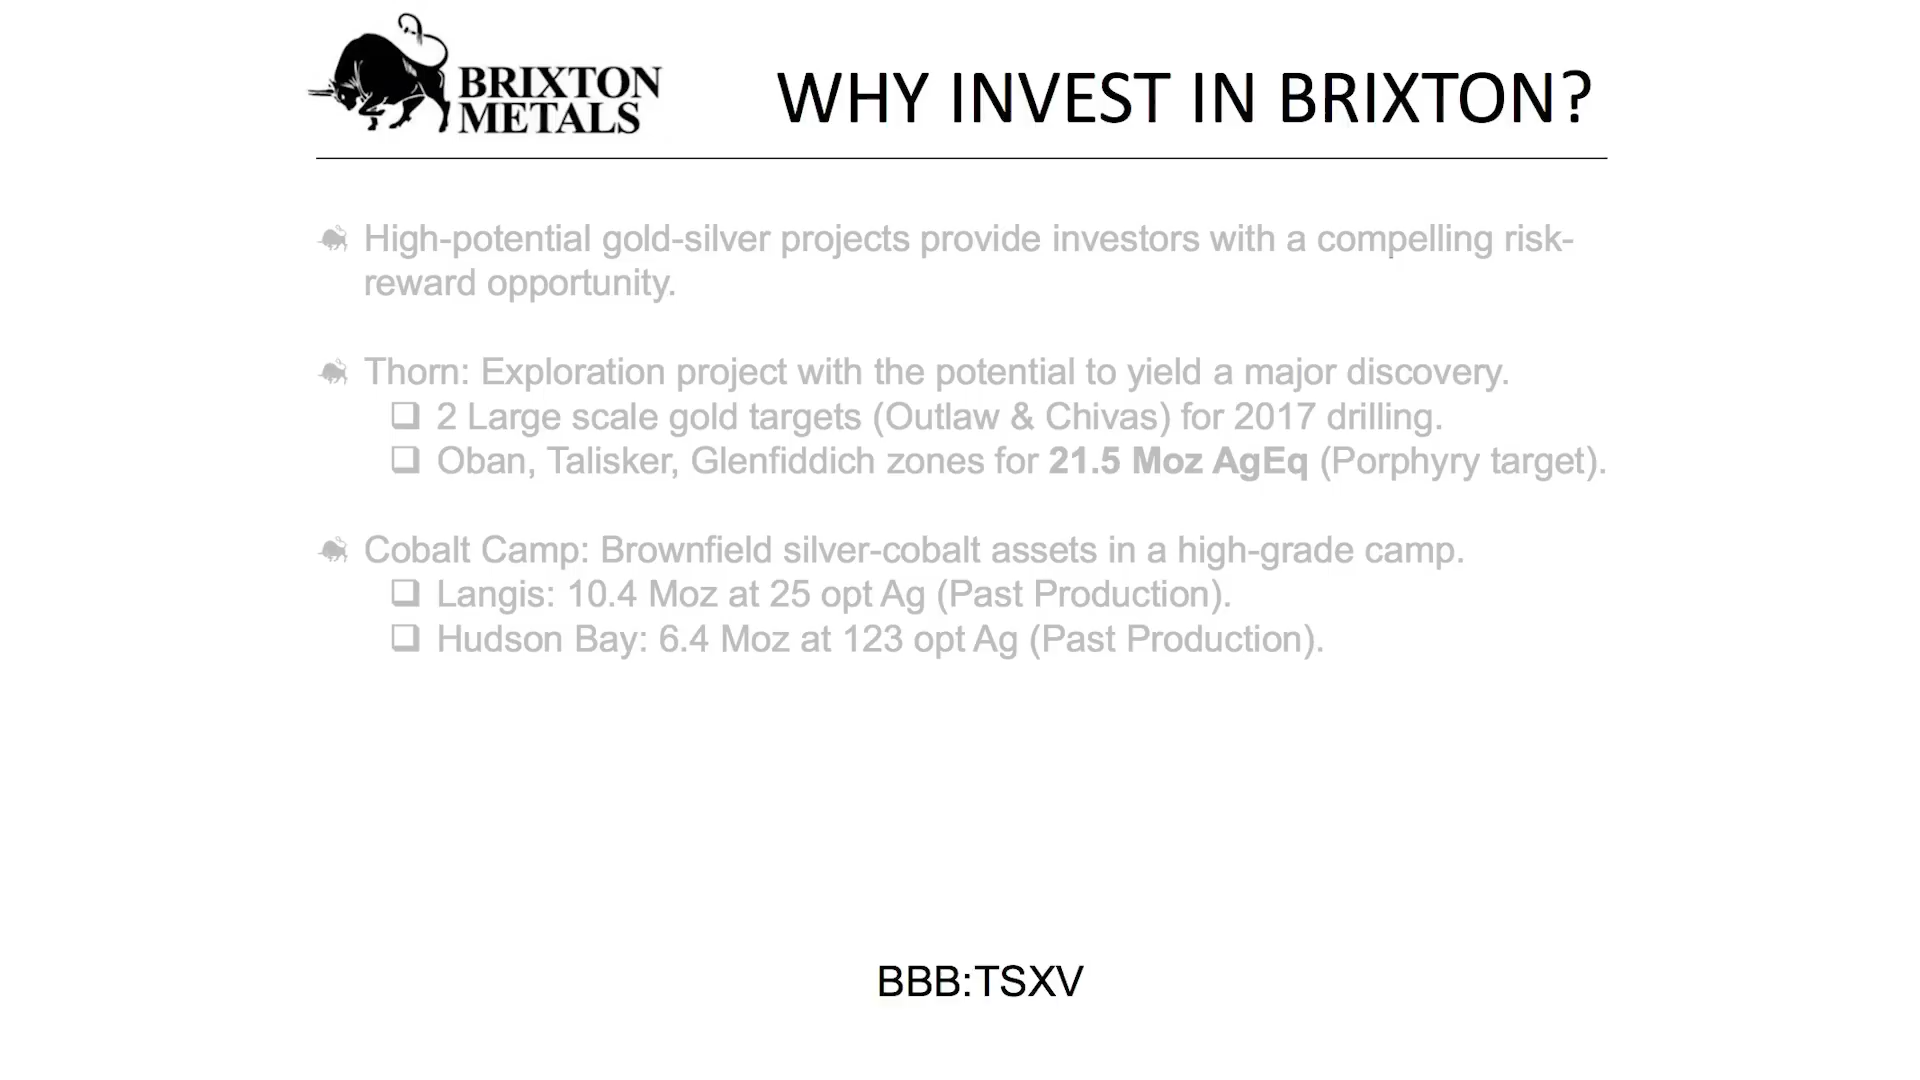 BRIXTON
METALS
WHY INVEST IN BRIXTON?
High-potential gold-silver projects provide investors with a compelling risk-
reward opportunity.
Thorn: Exploration project with the potential to yield a major discovery.
2 Large scale gold targets (Outlaw & Chivas) for 2017 drilling.
Oban, Talisker, Glenfiddich zones for 21.5 Moz AgEq (Porphyry target).
Cobalt Camp: Brownfield silver-cobalt assets in a high-grade camp.
Langis: 10.4 Moz at 25 opt Ag (Past Production).
Hudson Bay: 6.4 Moz at 123 opt Ag (Past Production).
BBB:TSXV